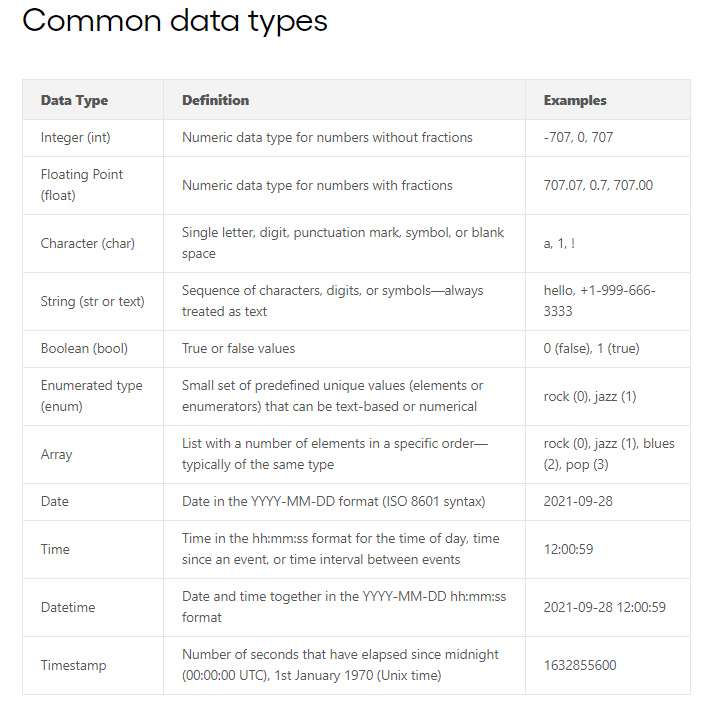 Common data types
Data Type Definition Examples
Integer (int) Numeric data type for numbers without fractions -707, 0, 707
Floating Point
(float)
Numeric data type for numbers with fractions 707.07, 0.7, 707.00
Character (char)
Single letter, digit, punctuation mark, symbol, or blank
space
a, 1, !
String (str or text)
Sequence of characters, digits, or symbols—always
treated as text
hello, +1-999-666-
3333
Boolean (bool) True or false values 0 (false), 1 (true)
Enumerated type
(enum)
Small set of predefined unique values (elements or
enumerators) that can be text-based or numerical
rock (0), jazz (1)
Array
List with a number of elements in a specific order—
typically of the same type
rock (0), jazz (1), blues
(2), pop (3)
Date Date in the YYYY-MM-DD format (ISO 8601 syntax) 2021-09-28
Time
Time in the hh:mm:ss format for the time of day, time
since an event, or time interval between events
12:00:59
Datetime
Date and time together in the YYYY-MM-DD hh:mm:ss
format
2021-09-28 12:00:59
Timestamp
Number of seconds that have elapsed since midnight
(00:00:00 UTC), 1st January 1970 (Unix time)
1632855600